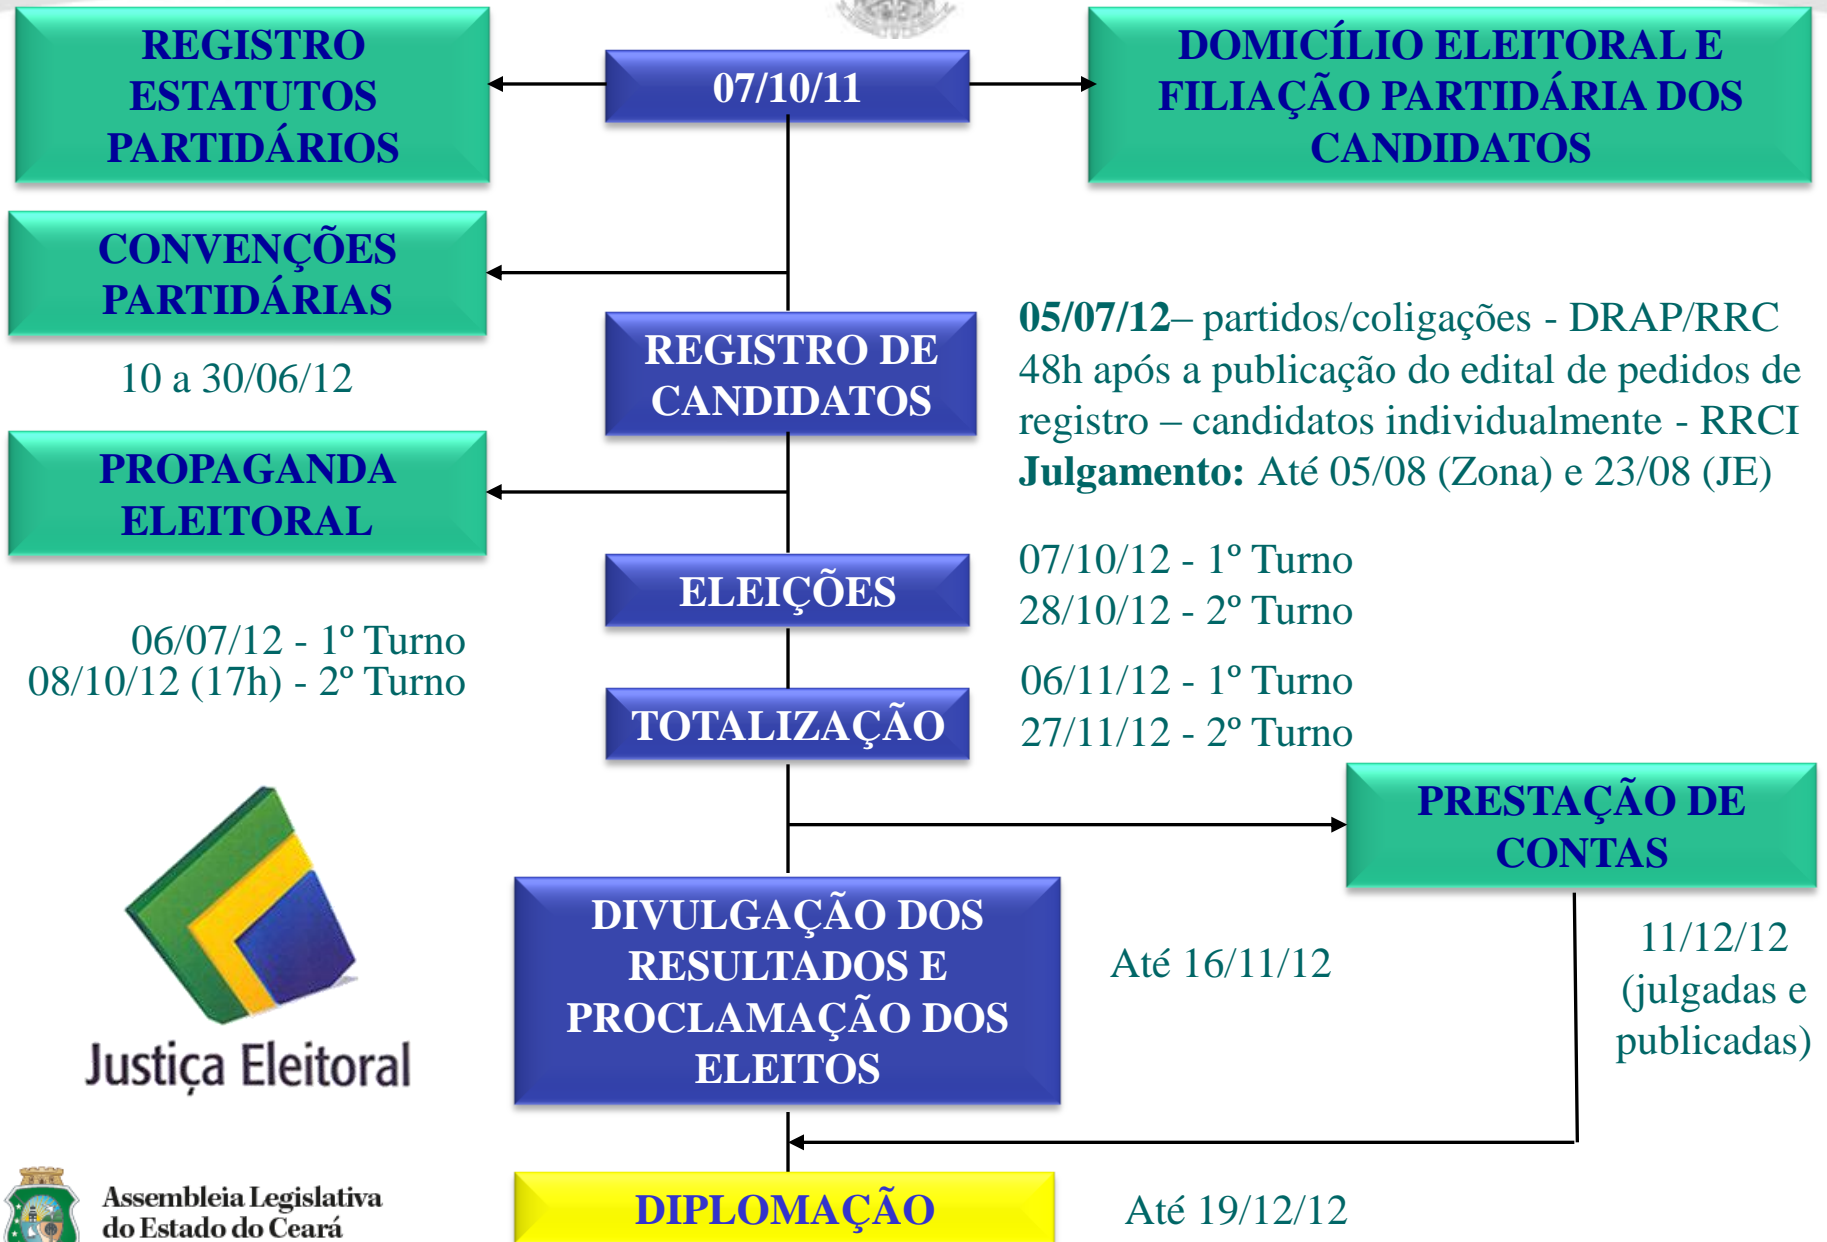 REGISTRO
ESTATUTOS
PARTIDÁRIOS
07/10/11
DOMICÍLIO ELEITORAL E
FILIAÇÃO PARTIDÁRIA DOS
CANDIDATOS
CONVENÇÕES
PARTIDÁRIAS
10 a 30/06/12
REGISTRO DE
CANDIDATOS
05/07/12– partidos/coligações - DRAP/RRC
48h após a publicação do edital de pedidos de
registro – candidatos individualmente - RRCI
Julgamento: Até 05/08 (Zona) e 23/08 (JE)
PROPAGANDA
ELEITORAL
06/07/12 - 1º Turno
08/10/12 (17h) - 2º Turno
ELEIÇÕES
07/10/12 - 1º Turno
28/10/12 - 2º Turno
TOTALIZAÇÃO
06/11/12 - 1º Turno
27/11/12 - 2º Turno
PRESTAÇÃO DE
CONTAS
11/12/12
(julgadas e
publicadas)
DIVULGAÇÃO DOS
RESULTADOS E
PROCLAMAÇÃO DOS
ELEITOS
Até 16/11/12
Justiça Eleitoral
DIPLOMAÇÃO
Até 19/12/12
Assembleia Legislativa
do Estado do Ceará